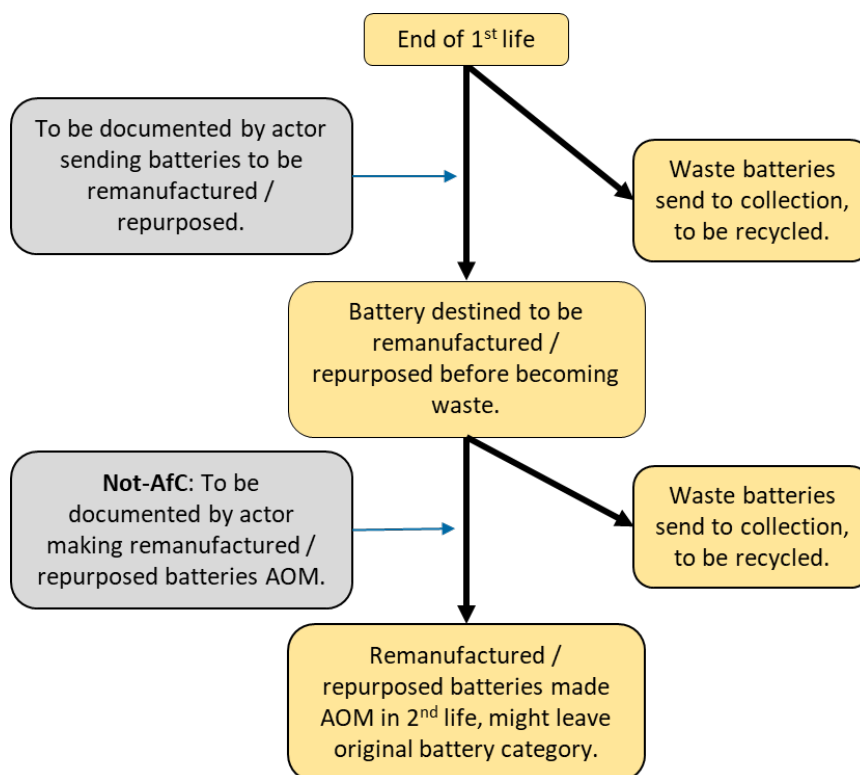 End of 1st life
To be documented by actor
sending batteries to be
remanufactured /
repurposed.
Waste batteries
send to collection,
to be recycled.
Battery destined to be
remanufactured /
repurposed before becoming
waste.
Not-AfC: To be
documented by actor
making remanufactured /
repurposed batteries AOM.
Waste batteries
send to collection,
to be recycled.
Remanufactured /
repurposed batteries made
AOM in 2nd life, might leave
original battery category.